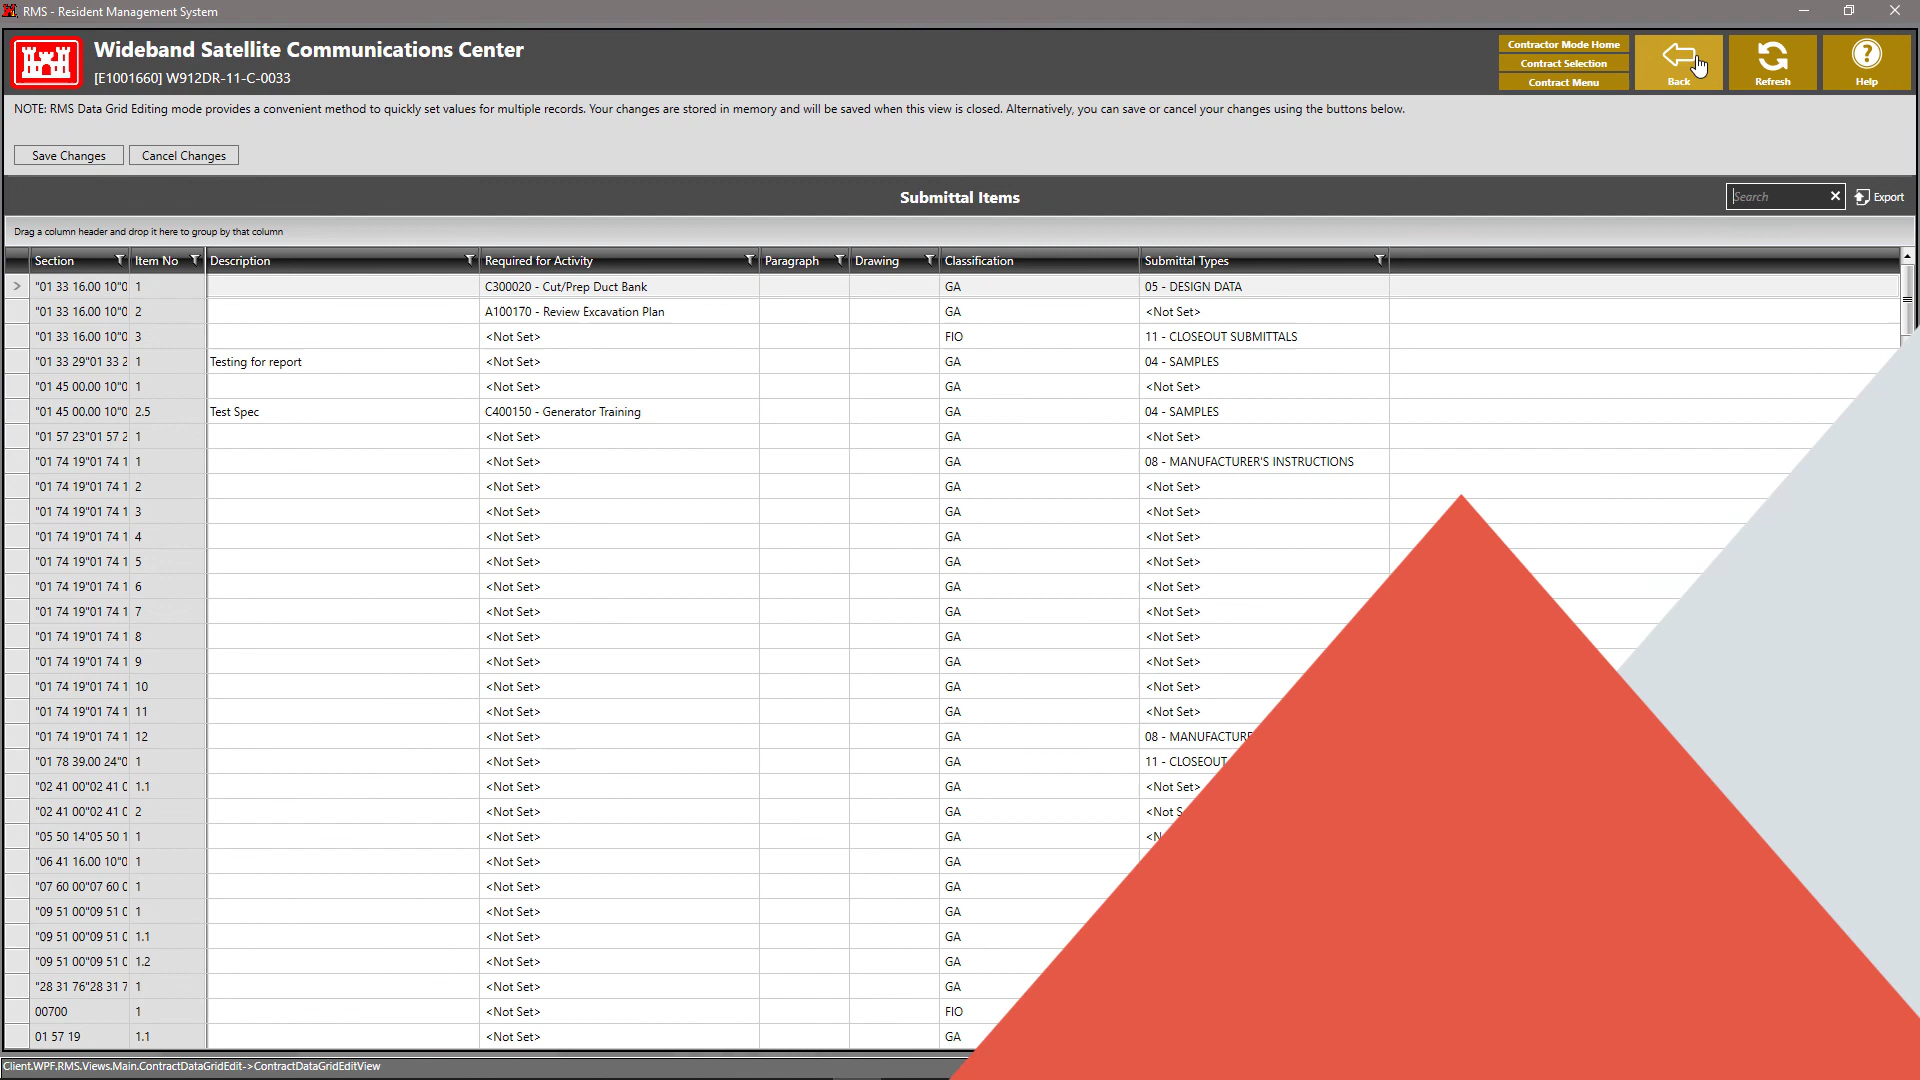 RMS - Resident Management System
Wideband Satellite Communications Center
[E1001660] W912DR-11-C-0033
Contractor Mode Home
Contract Selection
Contract Menu
Back
Refresh
Help
NOTE: RMS Data Grid Editing mode provides a convenient method to quickly set values for multiple records. Your changes are stored in memory and will be saved when this view is closed. Alternatively, you can save or cancel your changes using the buttons below.
Save Changes Cancel Changes
Submittal Items
Search
Export
Drag a column header and drop it here to group by that column
Section Item No Description Required for Activity Paragraph Drawing Classification Submittal Types
"01 33 16.00 10"0 1 C300020 - Cut/Prep Duct Bank GA 05 - DESIGN DATA
"01 33 16.00 10"0 2 A100170 - Review Excavation Plan GA <Not Set>
"01 33 16.00 10"0 3 <Not Set> FIO 11 - CLOSEOUT SUBMITTALS
"01 33 29"01 33 2 1 Testing for report <Not Set> GA 04 - SAMPLES
"01 45 00.00 10"0 1 <Not Set> GA <Not Set>
"01 45 00.00 10"0 2.5 Test Spec C400150 - Generator Training GA 04 - SAMPLES
"01 57 23"01 57 2 1 <Not Set> GA <Not Set>
"01 74 19"01 74 1 1 <Not Set> GA 08 - MANUFACTURER'S INSTRUCTIONS
"01 74 19"01 74 1 2 <Not Set> GA <Not Set>
"01 74 19"01 74 1 3 <Not Set> GA <Not Set>
"01 74 19"01 74 1 4 <Not Set> GA <Not Set>
"01 74 19"01 74 1 5 <Not Set> GA <Not Set>
"01 74 19"01 74 1 6 <Not Set> GA <Not Set>
"01 74 19"01 74 1 7 <Not Set> GA <Not Set>
"01 74 19"01 74 1 8 <Not Set> GA <Not Set>
"01 74 19"01 74 1 9 <Not Set> GA <Not Set>
"01 74 19"01 74 1 10 <Not Set> GA <Not Set>
"01 74 19"01 74 1 11 <Not Set> GA <Not Set>
"01 74 19"01 74 1 12 <Not Set> GA 08 - MANUFACTURE
"01 78 39.00 24"0 1 <Not Set> GA 11 - CLOSEOUT
"02 41 00"02 41 0 1.1 <Not Set> GA <Not Set>
"02 41 00"02 41 0 2 <Not Set> GA <Not
"05 50 14"05 50 1 1 <Not Set> GA
"06 41 16.00 10"0 1 <Not Set> GA
"07 60 00"07 60 0 1 <Not Set> GA
"09 51 00"09 51 0 1 <Not Set> GA
"09 51 00"09 51 0 1.1 <Not Set> GA
"09 51 00"09 51 0 1.2 <Not Set> GA
"28 31 76"28 31 7 1 <Not Set> GA
00700 1 <Not Set> FIO
01 57 19 1.1 <Not Set> GA
Client.WPF.RMS.Views.Main.ContractDataGridEdit->ContractDataGridEditView